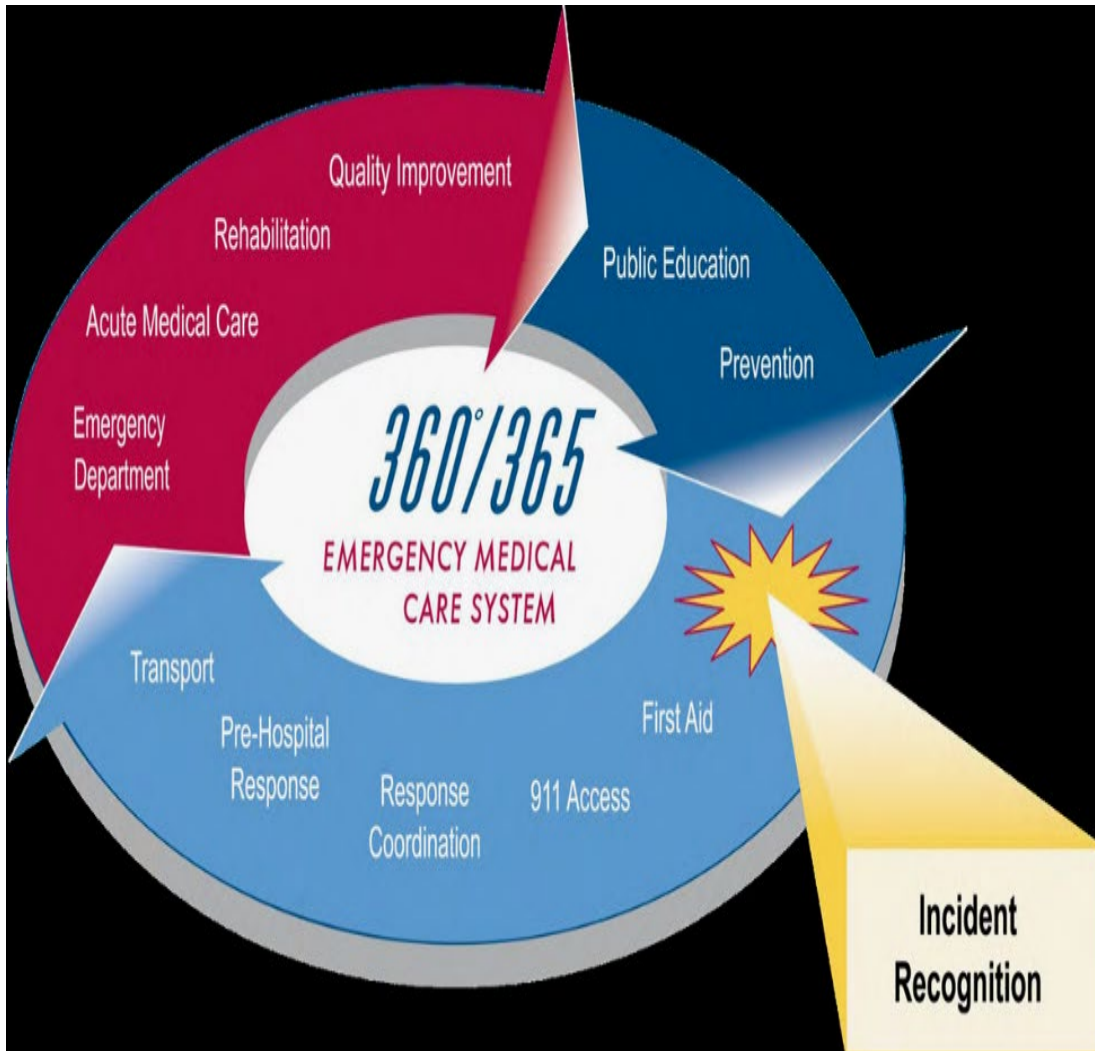 Quality Improvement
Rehabilitation
Acute Medical Care
Emergency
Department
Public Education
Prevention
360°/365
EMERGENCY MEDICAL
CARE SYSTEM
Transport
Pre-Hospital
Response
Response
Coordination
911 Access
First Aid
Incident
Recognition